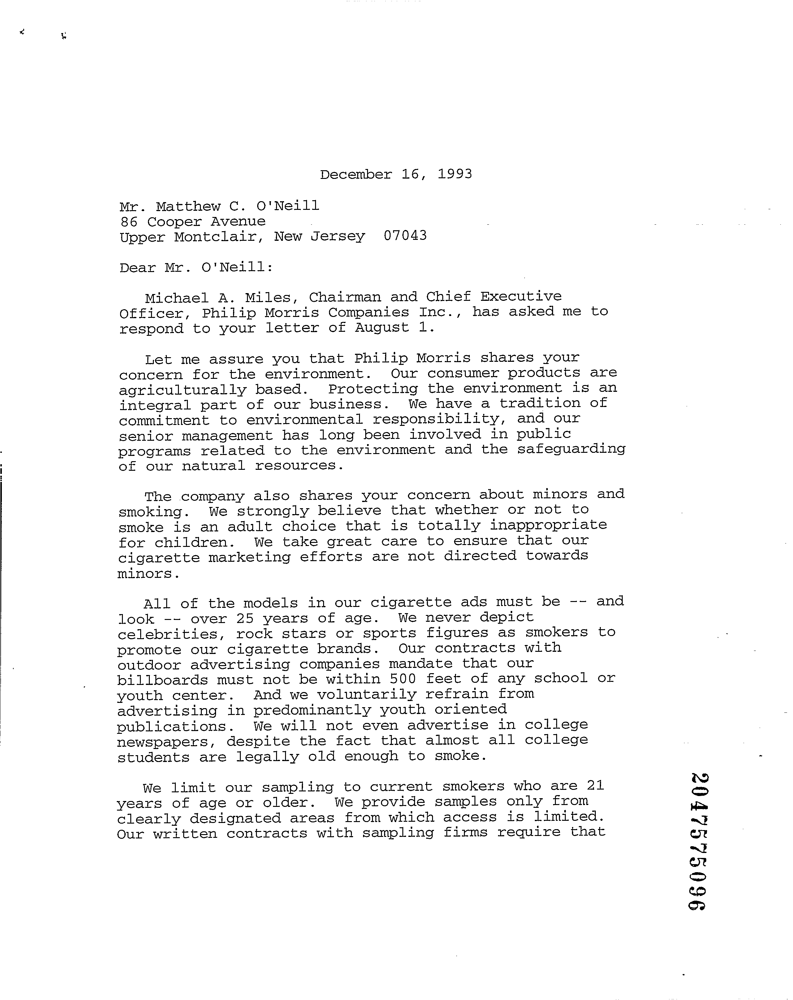 December 16, 1993
Mr. Matthew C. O'Neill
86 Cooper Avenue
Upper Montclair, New Jersey  07043
Dear Mr. O'Neill:
Michael A. Miles, Chairman and Chief Executive
Officer, Philip Morris Companies Inc., has asked me to
respond to your letter of August 1.
Let me assure you that Philip Morris shares your
concern for the environment.  Our consumer products are
agriculturally based.  Protecting the environment is an
integral part of our business.  We have a tradition of
commitment to environmental responsibility, and our
senior management has long been involved in public
programs related to the environment and the safeguarding
of our natural resources.
The company also shares your concern about minors and
smoking.  We strongly believe that whether or not to
smoke is an adult choice that is totally inappropriate
for children.  We take great care to ensure that our
cigarette marketing efforts are not directed towards
minors.
All of the models in our cigarette ads must be -- and
look -- over 25 years of age.  We never depict
celebrities, rock stars or sports figures as smokers to
promote our cigarette brands.  Our contracts with
outdoor advertising companies mandate that our
billboards must not be within 500 feet of any school or
youth center.  And we voluntarily refrain from
advertising in predominantly youth oriented
publications.  We will not even advertise in college
newspapers, despite the fact that almost all college
students are legally old enough to smoke.
We limit our sampling to current smokers who are 21
years of age or older.  We provide samples only from
clearly designated areas from which access is limited.
Our written contracts with sampling firms require that
2047575096